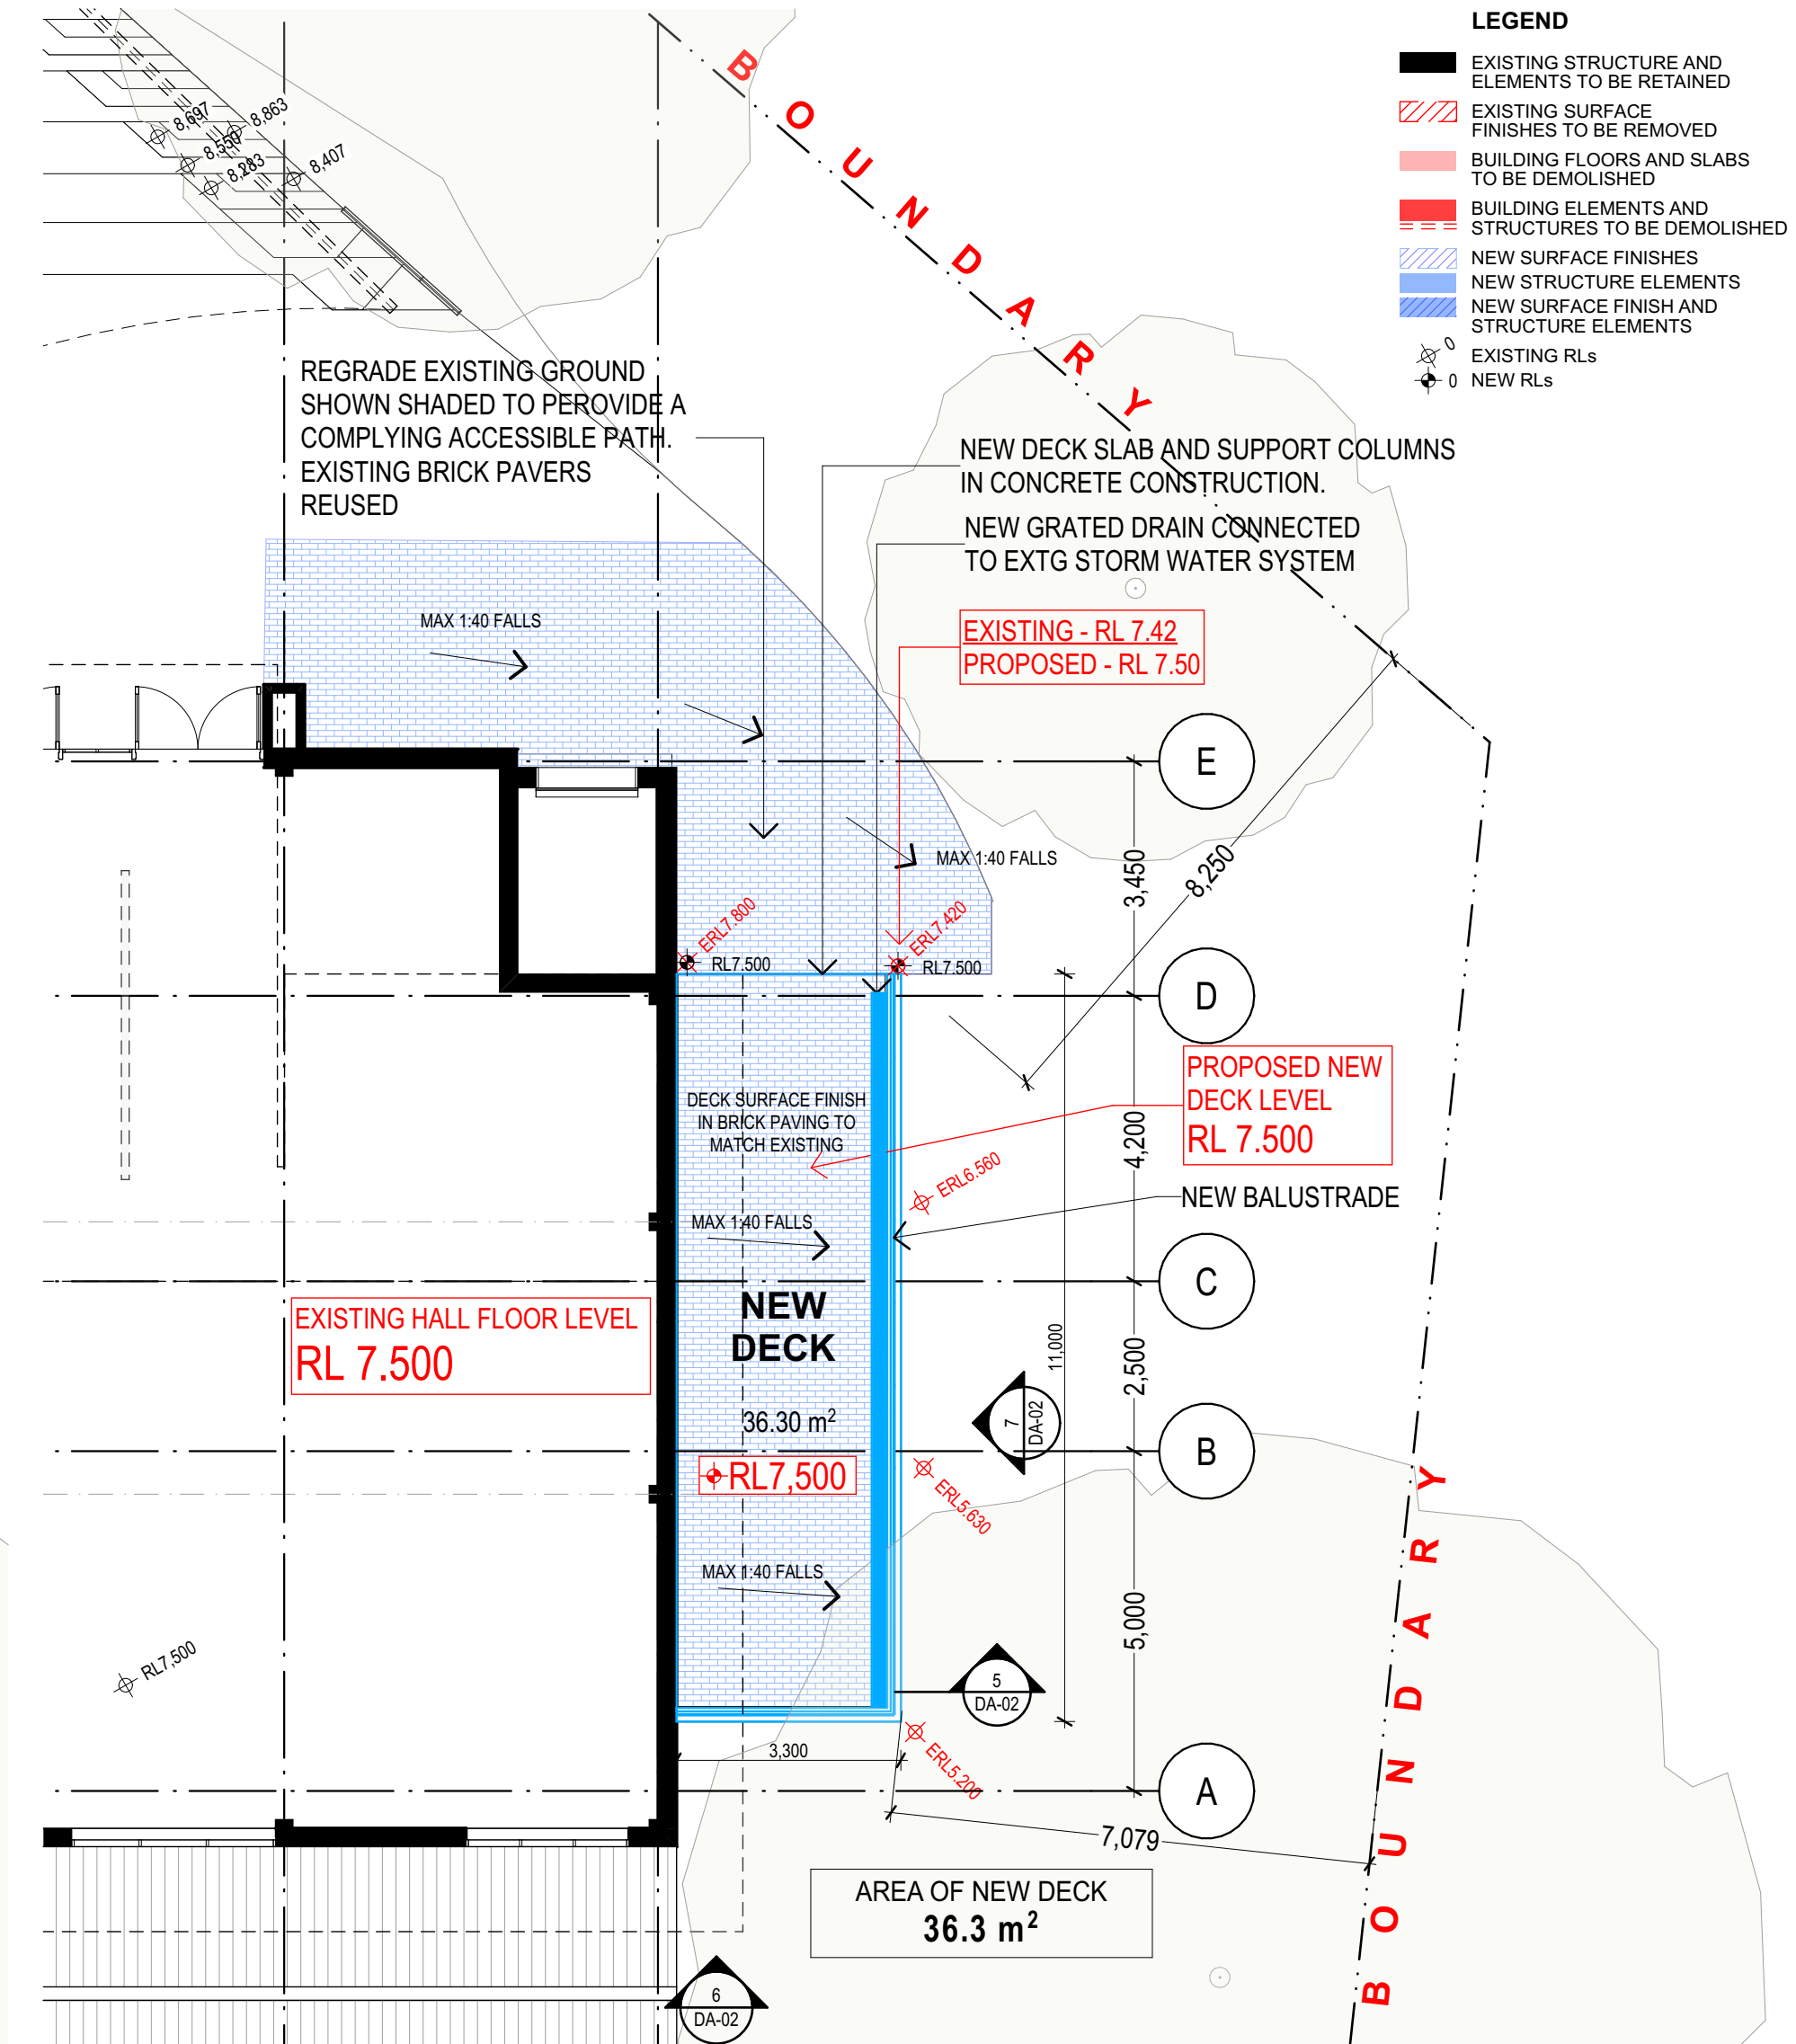 LEGEND
EXISTING STRUCTURE AND
ELEMENTS TO BE RETAINED
EXISTING SURFACE
FINISHES TO BE REMOVED
BUILDING FLOORS AND SLABS
TO BE DEMOLISHED
BUILDING ELEMENTS AND
STRUCTURES TO BE DEMOLISHED
NEW SURFACE FINISHES
NEW STRUCTURE ELEMENTS
NEW SURFACE FINISH AND
STRUCTURE ELEMENTS
0
EXISTING RLs
0
NEW RLs
BOUNDARY
8,697
8,863
8,550
8,283
8,407
REGRADE EXISTING GROUND
SHOWN SHADED TO PEROVIDE A
COMPLYING ACCESSIBLE PATH.
EXISTING BRICK PAVERS
REUSED
NEW DECK SLAB AND SUPPORT COLUMNS
IN CONCRETE CONSTRUCTION.
NEW GRATED DRAIN CONNECTED
TO EXTG STORM WATER SYSTEM
MAX 1:40 FALLS
EXISTING - RL 7.42
PROPOSED - RL 7.50
E
3,450
8,250
MAX 1:40 FALLS
ERL7.800
RL7.500
ERL7.420
RL7.500
D
PROPOSED NEW
DECK LEVEL
RL 7.500
DECK SURFACE FINISH
IN BRICK PAVING TO
MATCH EXISTING
4,200
ERL6.560
NEW BALUSTRADE
MAX 1:40 FALLS
C
EXISTING HALL FLOOR LEVEL
RL 7.500
NEW
DECK
11,000
2,500
36.30 m²
7
DA-02
B
RL7,500
ERL5.630
MAX 1:40 FALLS
5,000
RL7,500
5
DA-02
3,300
ERL5.200
A
7,079
BOUNDARY
AREA OF NEW DECK
36.3 m²
6
DA-02